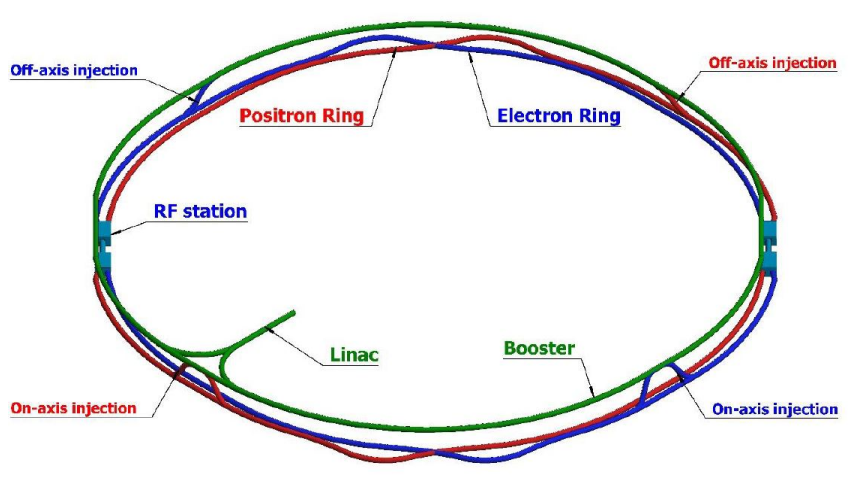 Off-axis injection
Off-axis injection
Positron Ring
Electron Ring
RF station
Linac
Booster
On-axis injection
On-axis injection